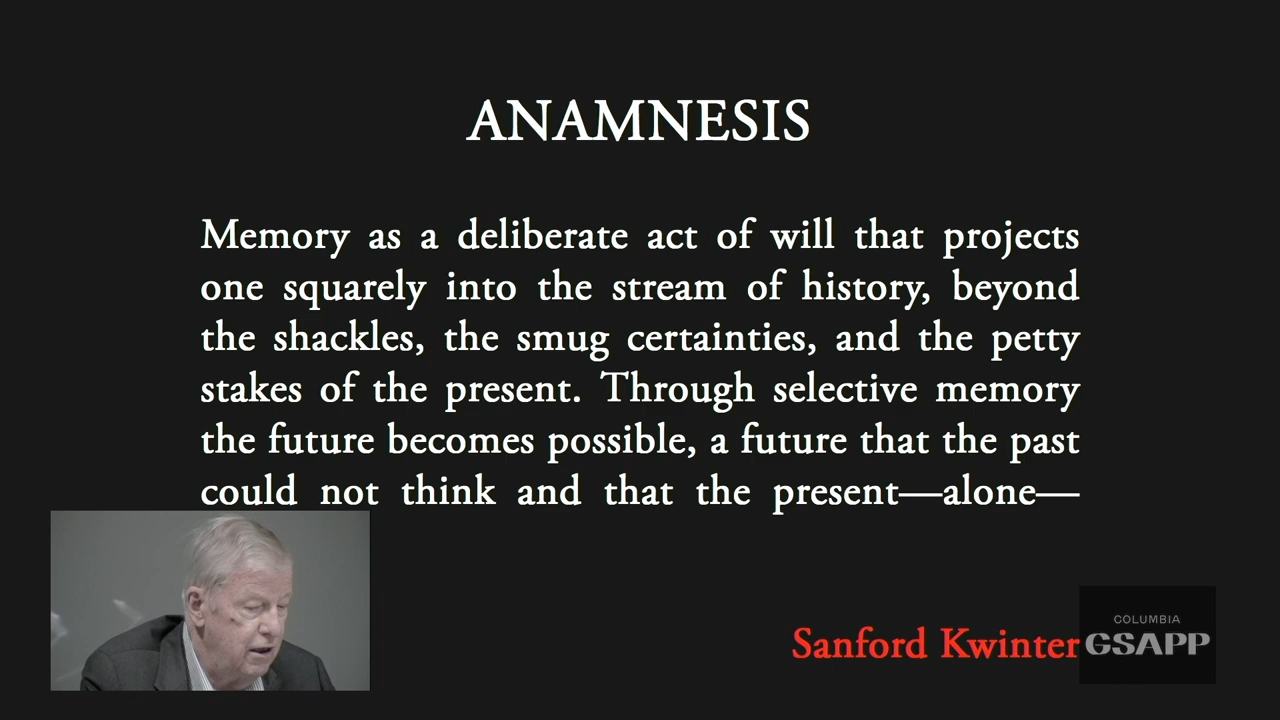 ANAMNESIS
Memory as a deliberate act of will that projects
one squarely into the stream of history, beyond
the shackles, the smug certainties, and the petty
stakes of the present. Through selective memory
the future becomes possible, a future that the past
could not think and that the present—alone—
Sanford Kwinter
COLUMBIA
GSAPP